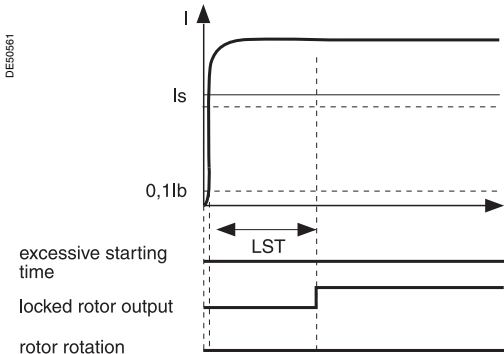 DE50561
I
Is
0,1Ib
LST
excessive starting
time
locked rotor output
rotor rotation